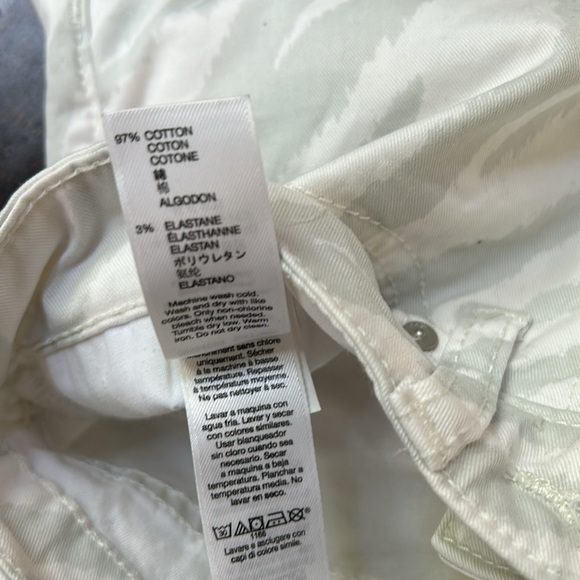 97% COTTON
COTON
COTONE
綿
棉
ALGODON
3% ELASTANE
ÉLASTHANNE
ELASTAN
ポリウレタン
氨纶
ELASTANO
Machine wash cold.
Wash and dry with like
colors. Only non-chlorine
bleach when needed.
Tumble dry low. Warm
iron. Do not dry clean.
sans chlore
uniquement. Sécher
à la machine à basse
température. Repasser
à température moyenne.
Ne pas nettoyer à sec.
Lavar a maquina con
agua fria. Lavar y secar
con colores similares.
Usar blanqueador
sin cloro cuando sea
necesario. Secar
a maquina a baja
temperatura. Planchar a
temperatura media. No
lavar en seco.
1166
Lavare e asciugare con
capi di colore simile.